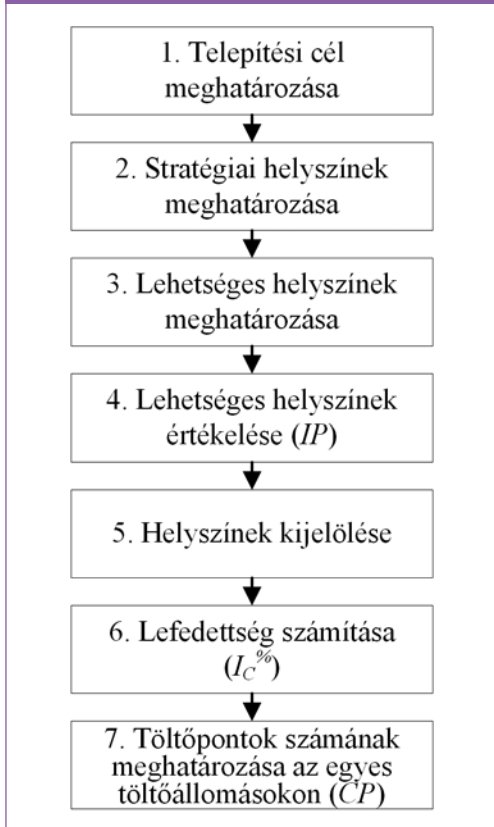 1. Telepítési cél
meghatározása
2. Stratégiai helyszínek
meghatározása
3. Lehetséges helyszínek
meghatározása
4. Lehetséges helyszínek
értékelése (IP)
5. Helyszínek kijelölése
6. Lefedettség számítása
(I_C^%)
7. Töltőpontok számának
meghatározása az egyes
töltőállomásokon (CP)